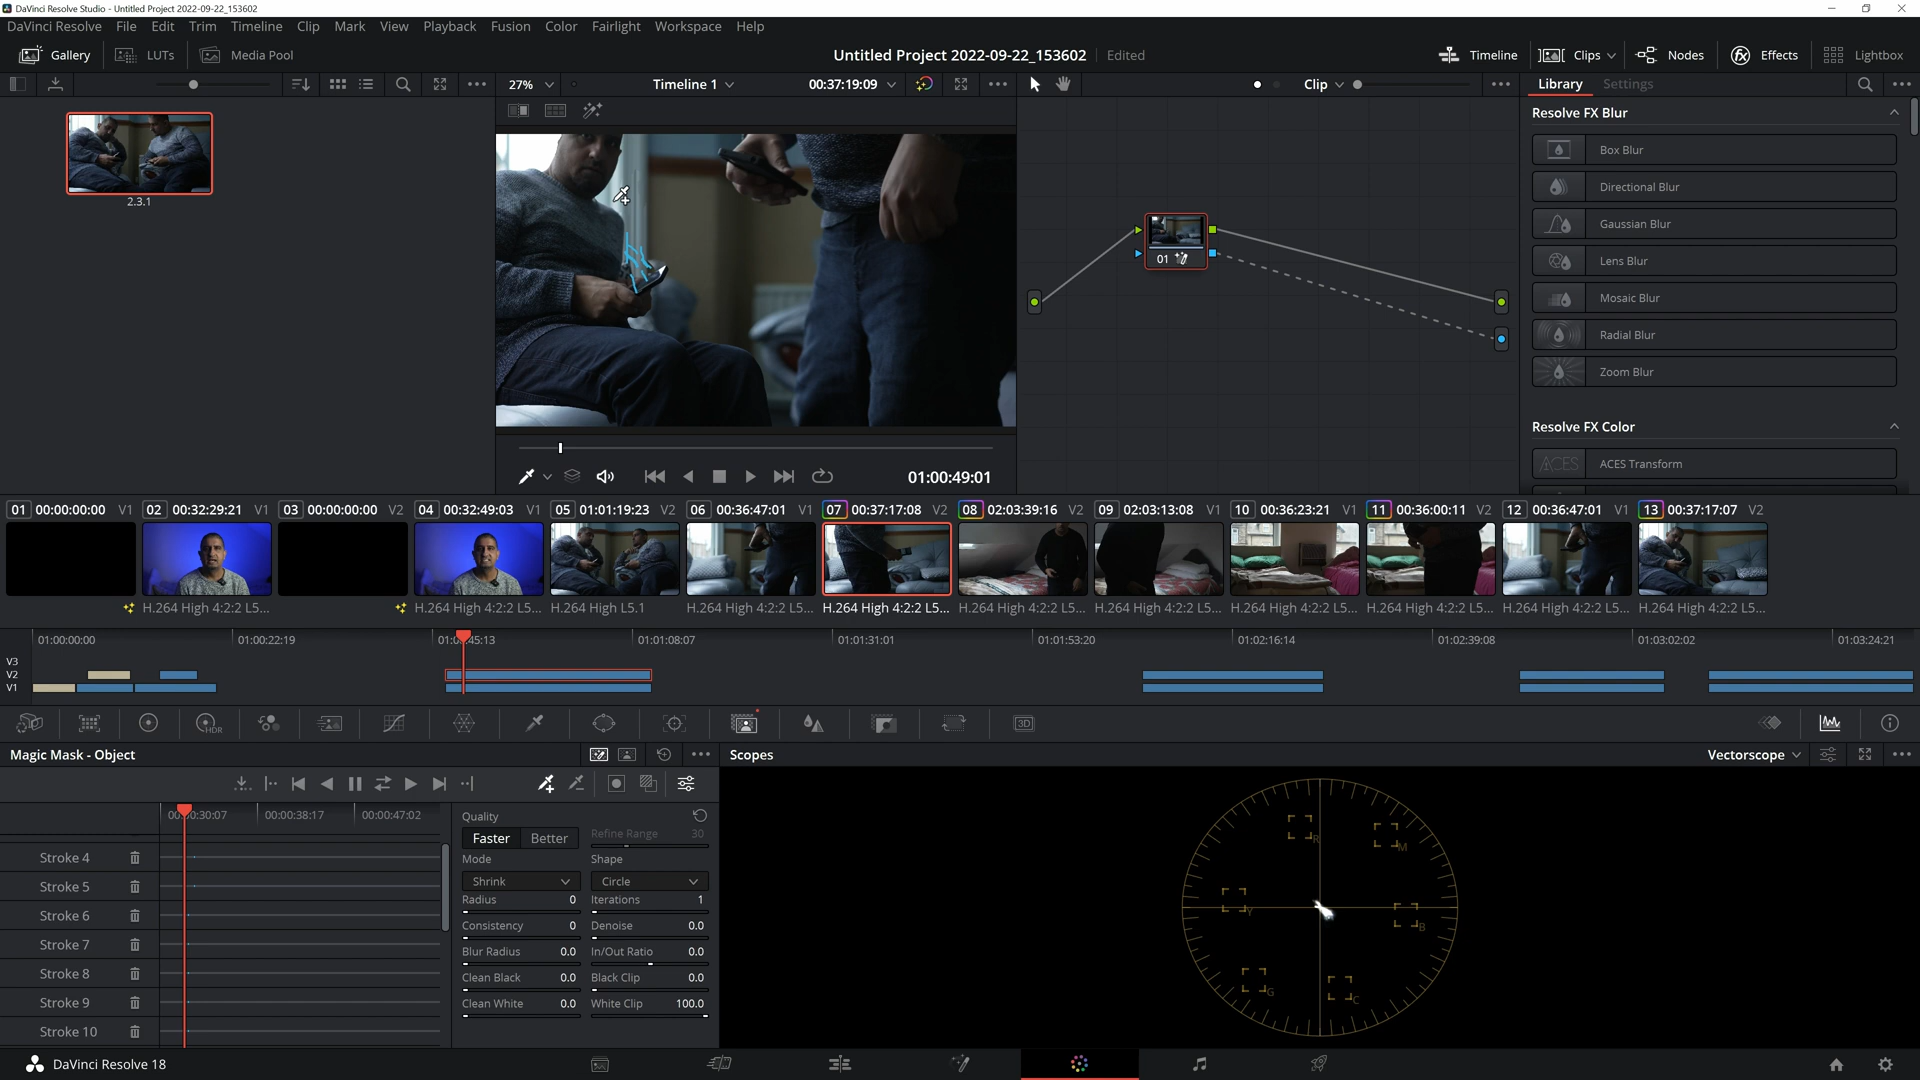 DaVinci Resolve Studio - Untitled Project 2022-09-22_153602
DaVinci Resolve File Edit Trim Timeline Clip Mark View Playback Fusion Color Fairlight Workspace Help
Gallery LUTs Media Pool Untitled Project 2022-09-22_153602 Edited Timeline Clips Nodes Effects Lightbox
27% Timeline 1 00:37:19:09 Clip Library Settings
Resolve FX Blur
Box Blur
Directional Blur
Gaussian Blur
Lens Blur
Mosaic Blur
Radial Blur
Zoom Blur
Resolve FX Color
ACES ACES Transform
2.3.1
01
01:00:49:01
01 00:00:00:00 V1 02 00:32:29:21 V1 03 00:00:00:00 V2 04 00:32:49:03 V1 05 01:01:19:23 V2 06 00:36:47:01 V1 07 00:37:17:08 V2 08 02:03:39:16 V2 09 02:03:13:08 V1 10 00:36:23:21 V1 11 00:36:00:11 V2 12 00:36:47:01 V1 13 00:37:17:07 V2
H.264 High 4:2:2 L5... H.264 High 4:2:2 L5... H.264 High L5.1 H.264 High 4:2:2 L5... H.264 High 4:2:2 L5... H.264 High 4:2:2 L5... H.264 High 4:2:2 L5... H.264 High 4:2:2 L5... H.264 High 4:2:2 L5... H.264 High 4:2:2 L5... H.264 High 4:2:2 L5...
01:00:00:00 01:00:22:19 45:13 01:01:08:07 01:01:31:01 01:01:53:20 01:02:16:14 01:02:39:08 01:03:02:02 01:03:24:21
V3
V2
V1
HDR 3D
Magic Mask - Object
Scopes Vectorscope
30:07 00:00:38:17 00:00:47:02
Stroke 4
Stroke 5
Stroke 6
Stroke 7
Stroke 8
Stroke 9
Stroke 10
Quality
Faster Better Refine Range 30
Mode Shape
Shrink Circle
Radius 0 Iterations 1
Consistency 0 Denoise 0.0
Blur Radius 0.0 In/Out Ratio 0.0
Clean Black 0.0 Black Clip 0.0
Clean White 0.0 White Clip 100.0
R
M
Y
B
G
C
DaVinci Resolve 18